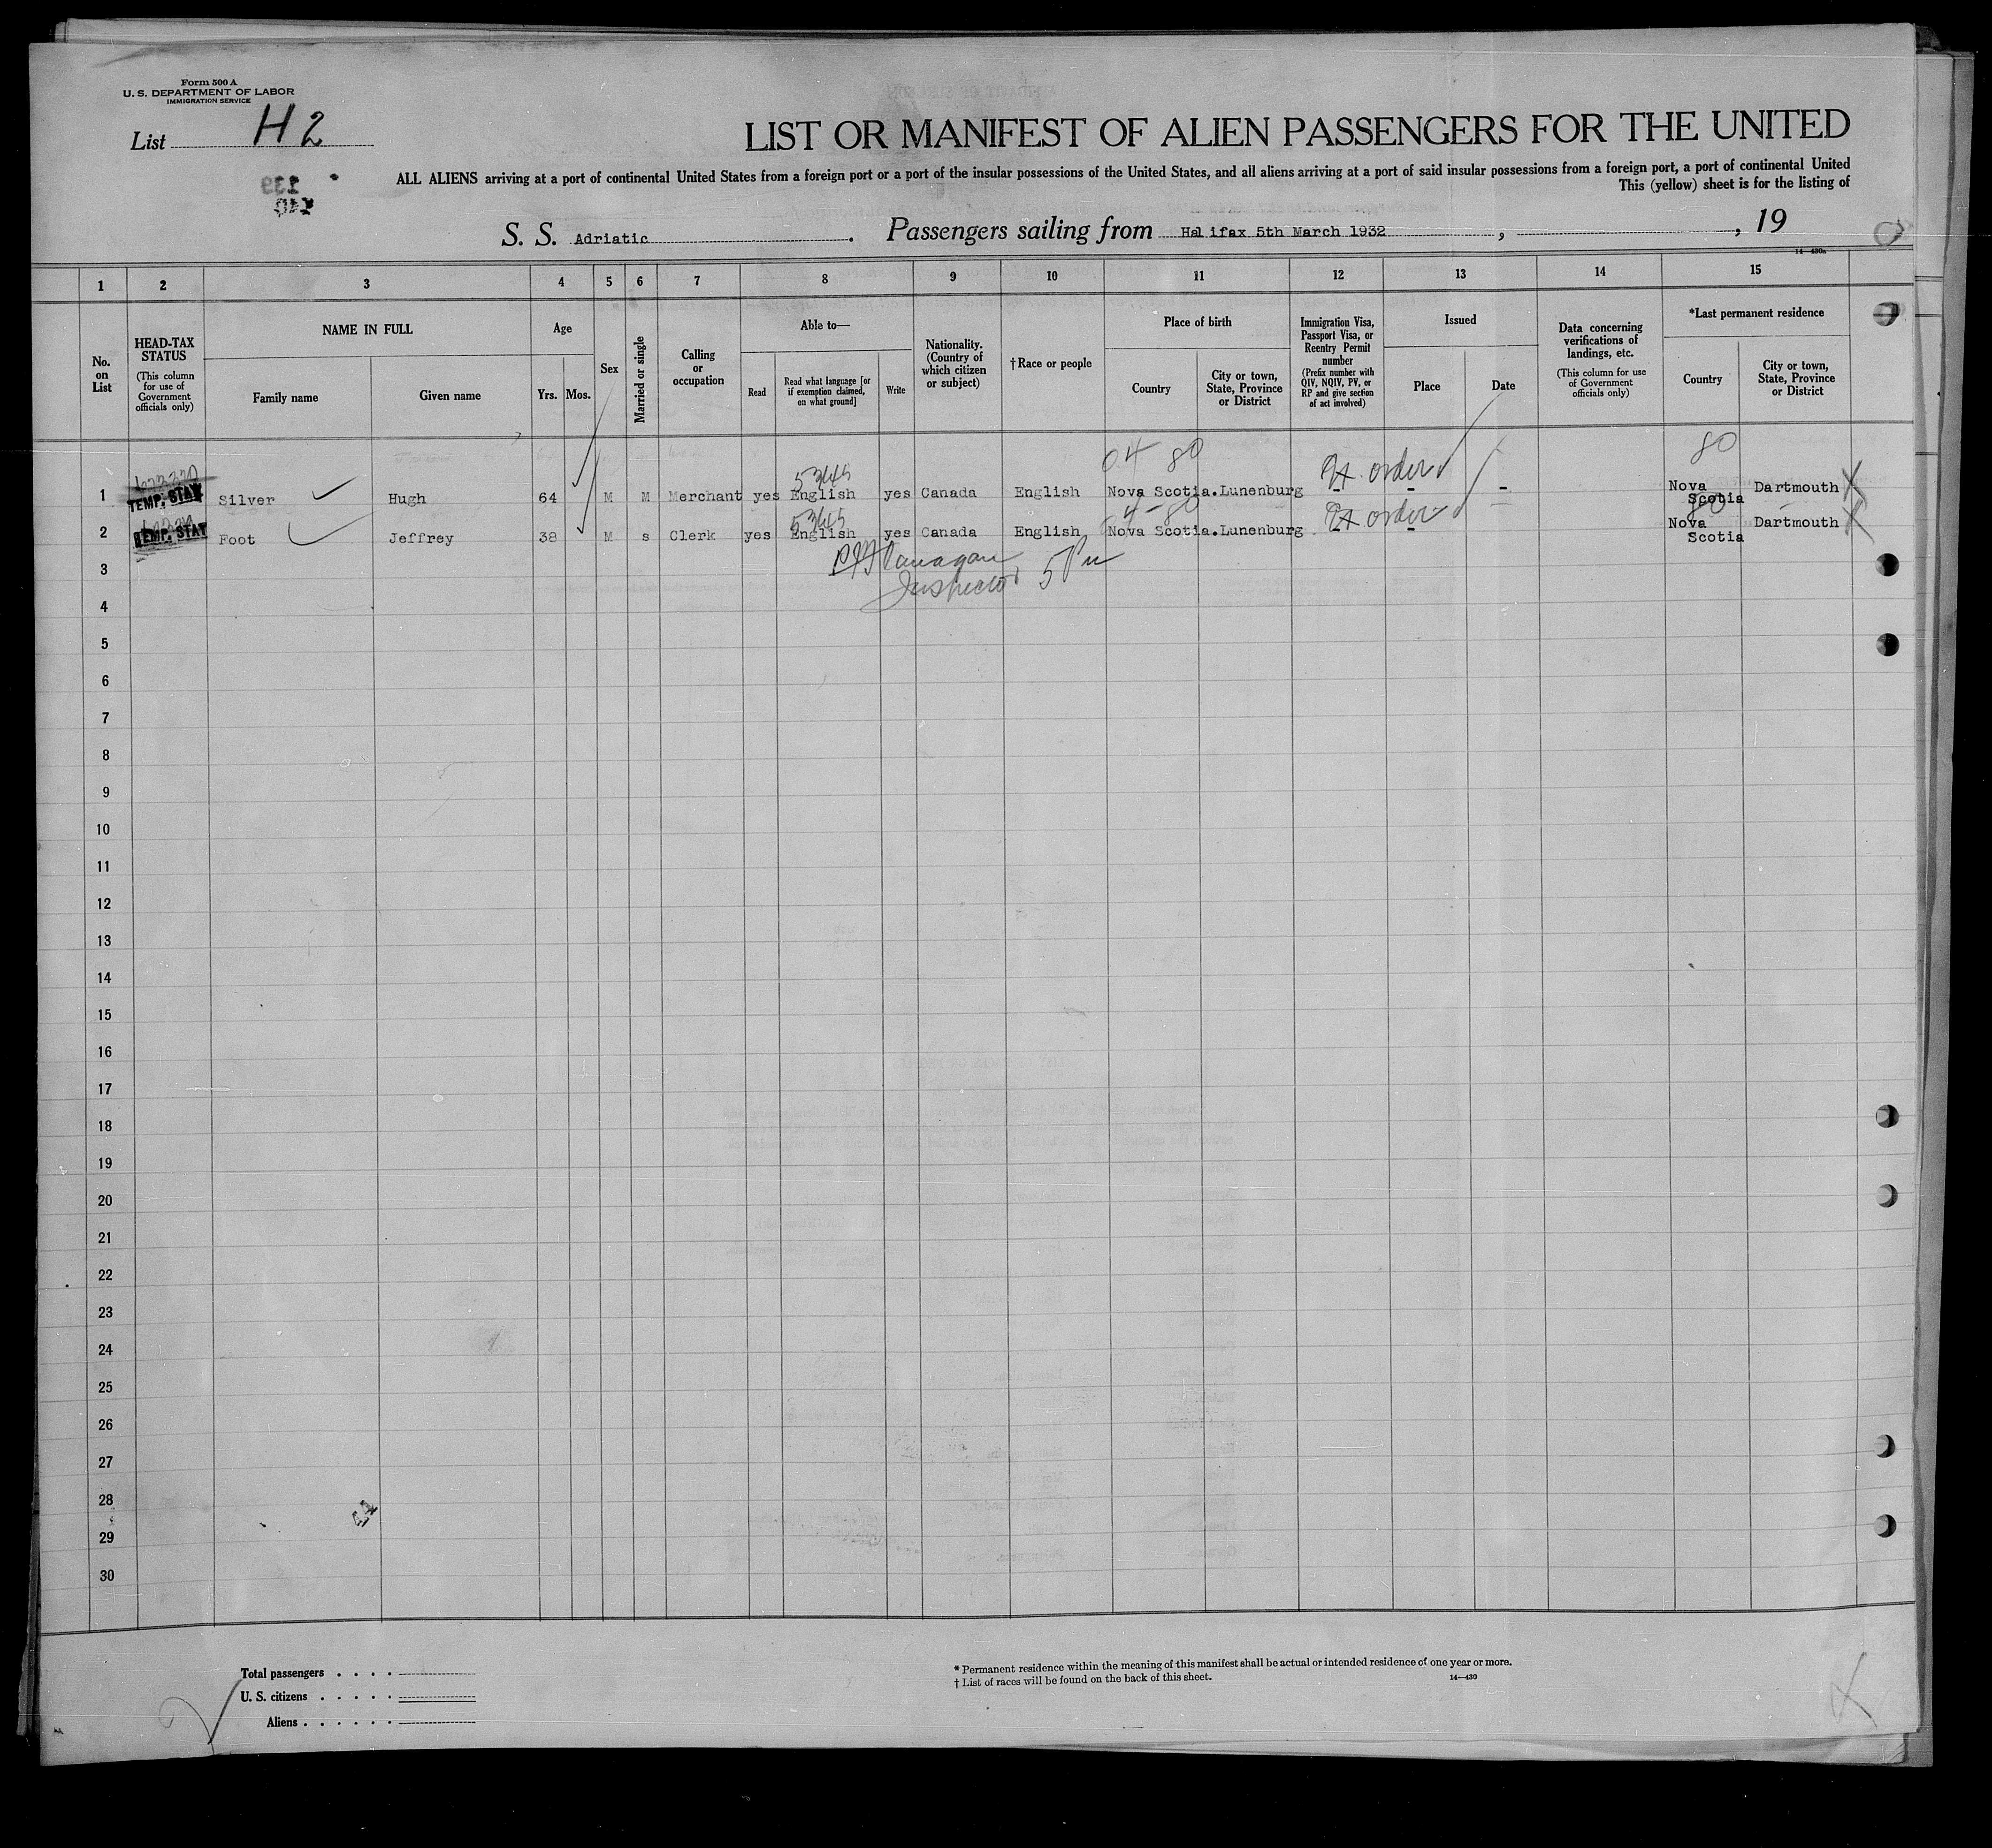 Form 500 A
U. S. DEPARTMENT OF LABOR
IMMIGRATION SERVICE
List H2
139
140
LIST OR MANIFEST OF ALIEN PASSENGERS FOR THE UNITED
ALL ALIENS arriving at a port of continental United States from a foreign port or a port of the insular possessions of the United States, and all aliens arriving at a port of said insular possessions from a foreign port, a port of continental United
This (yellow) sheet is for the listing of
S. S. Adriatic. Passengers sailing from Halifax 5th March 1932, , 19
14—430a
1 2 3 4 5 6 7 8 9 10 11 12 13 14 15
No. on List
HEAD-TAX STATUS (This column for use of Government officials only)
NAME IN FULL
Family name
Given name
Age
Yrs. Mos.
Sex
Married or single
Calling or occupation
Able to—
Read
Read what language [or if exemption claimed, on what ground]
Write
Nationality. (Country of which citizen or subject)
†Race or people
Place of birth
Country
City or town, State, Province or District
Immigration Visa, Passport Visa, or Reentry Permit number (Prefix number with QIV, NQIV, PV, or RP and give section of act involved)
Issued
Place
Date
Data concerning verifications of landings, etc. (This column for use of Government officials only)
*Last permanent residence
Country
City or town, State, Province or District
04 80 80
5345
1 TEMP. STAY Silver Hugh 64 M M Merchant yes English yes Canada English Nova Scotia. Lunenburg order - - - Nova Scotia Dartmouth X
5345 4-80 80
2 TEMP. STAY Foot Jeffrey 38 M s Clerk yes English yes Canada English Nova Scotia. Lunenburg order - - Nova Scotia Dartmouth X
Flanagan
Inspector
3
4
5
6
7
8
9
10
11
12
13
14
15
16
17
18
19
20
21
22
23
24
25
26
27
28
29
30
Total passengers . . . .
U. S. citizens . . . . .
Aliens . . . . . .
* Permanent residence within the meaning of this manifest shall be actual or intended residence of one year or more.
† List of races will be found on the back of this sheet. 14—430